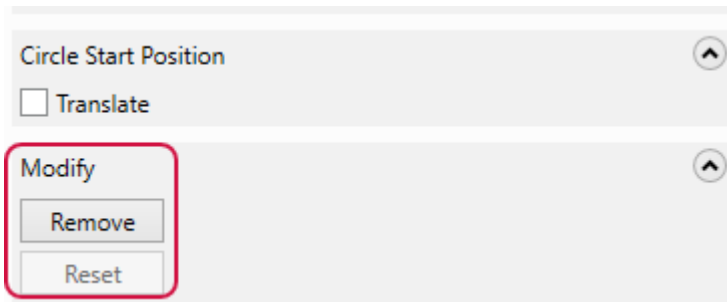 Circle Start Position
Translate
Modify
Remove
Reset